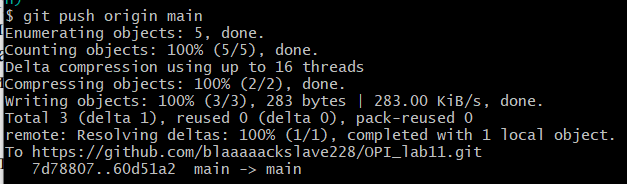 $ git push origin main
Enumerating objects: 5, done.
Counting objects: 100% (5/5), done.
Delta compression using up to 16 threads
Compressing objects: 100% (2/2), done.
Writing objects: 100% (3/3), 283 bytes | 283.00 KiB/s, done.
Total 3 (delta 1), reused 0 (delta 0), pack-reused 0
remote: Resolving deltas: 100% (1/1), completed with 1 local object.
To https://github.com/blaaaaackslave228/OPI_lab11.git
   7d78807..60d51a2  main -> main